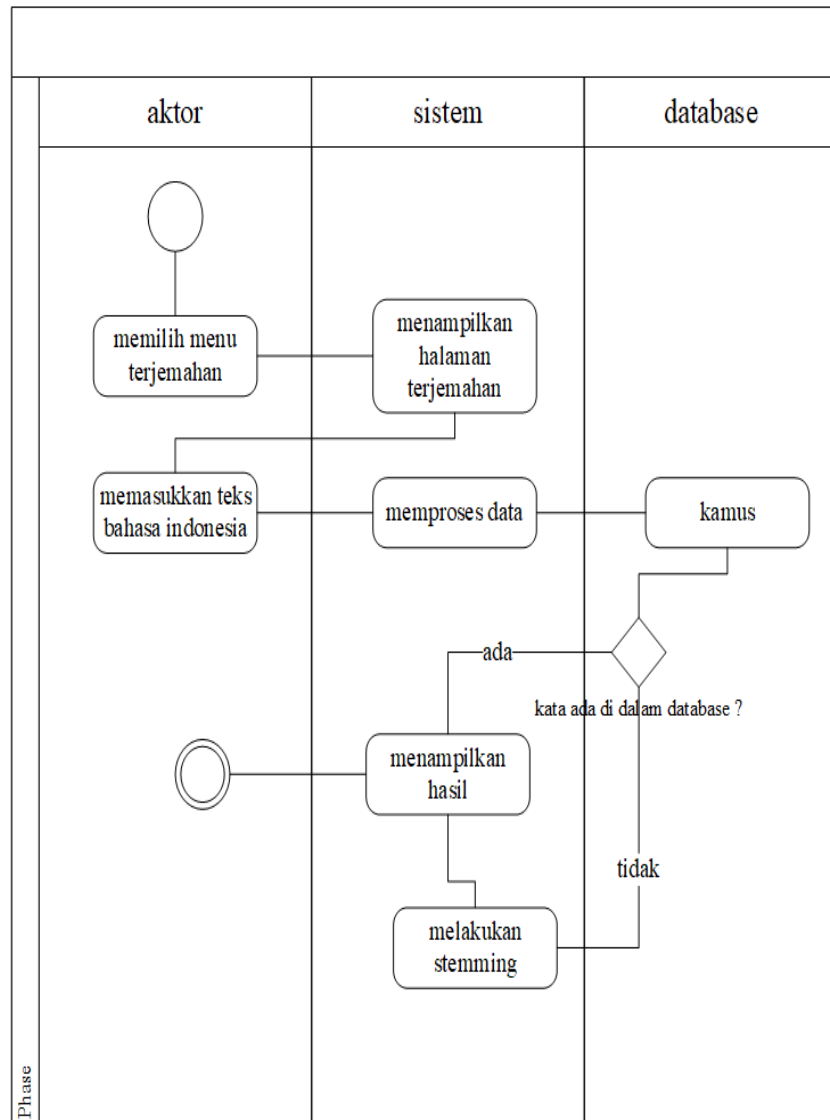 aktor
sistem
database
memilih menu
terjemahan
menampilkan
halaman
terjemahan
memasukkan teks
bahasa indonesia
memproses data
kamus
ada
kata ada di dalam database ?
menampilkan
hasil
tidak
melakukan
stemming
Phase